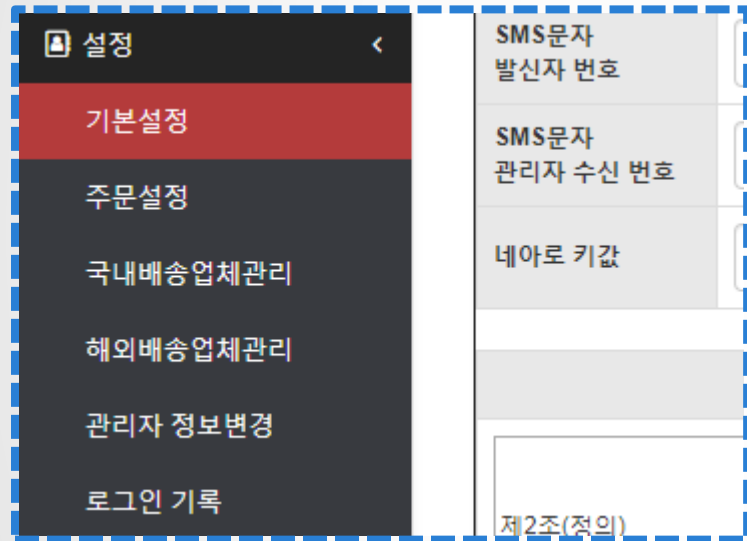 설정
기본설정
주문설정
국내배송업체관리
해외배송업체관리
관리자 정보변경
로그인 기록
SMS문자
발신자 번호
SMS문자
관리자 수신 번호
네아로 키값
제2조(정의)